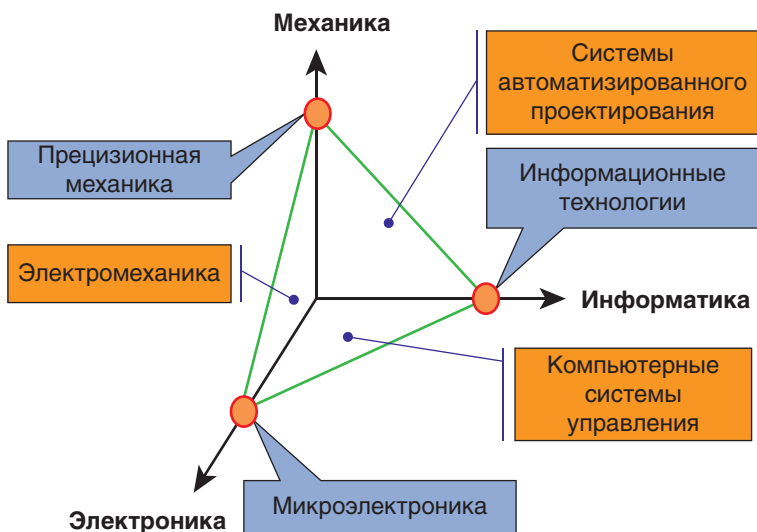 Механика
Системы
автоматизированного
проектирования
Прецизионная
механика
Информационные
технологии
Электромеханика
Информатика
Компьютерные
системы
управления
Микроэлектроника
Электроника